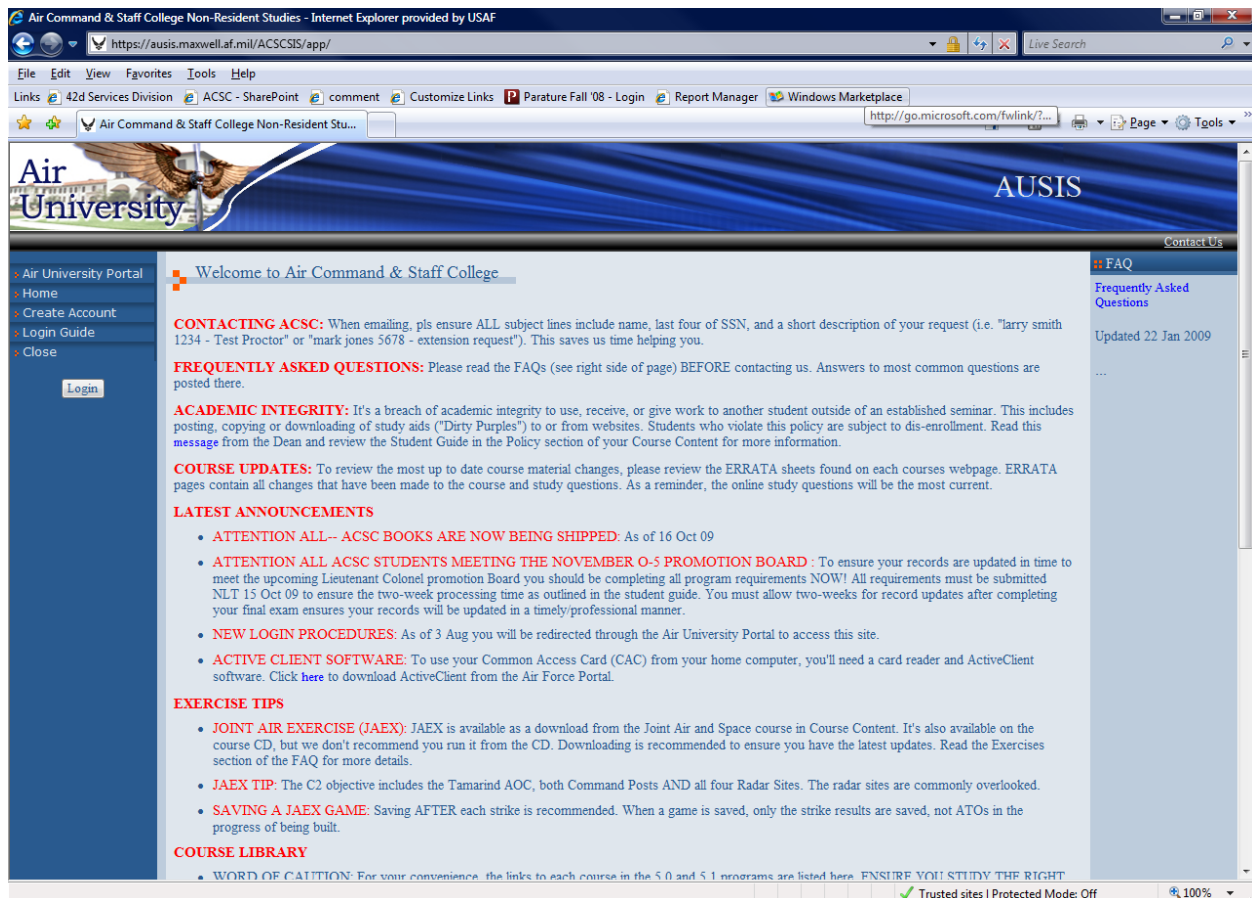 Air Command & Staff College Non-Resident Studies - Internet Explorer provided by USAF
https://ausis.maxwell.af.mil/ACSCSIS/app/
Live Search
File Edit View Favorites Tools Help
Links 42d Services Division ACSC - SharePoint comment Customize Links Parature Fall '08 - Login Report Manager Windows Marketplace
http://go.microsoft.com/fwlink/?...
Air Command & Staff College Non-Resident Stu...
Page Tools
Air
University
AUSIS
Contact Us
Air University Portal
Home
Create Account
Login Guide
Close
Login
Welcome to Air Command & Staff College
CONTACTING ACSC: When emailing, pls ensure ALL subject lines include name, last four of SSN, and a short description of your request (i.e. "larry smith
1234 - Test Proctor" or "mark jones 5678 - extension request"). This saves us time helping you.
FREQUENTLY ASKED QUESTIONS: Please read the FAQs (see right side of page) BEFORE contacting us. Answers to most common questions are
posted there.
ACADEMIC INTEGRITY: It's a breach of academic integrity to use, receive, or give work to another student outside of an established seminar. This includes
posting, copying or downloading of study aids ("Dirty Purples") to or from websites. Students who violate this policy are subject to dis-enrollment. Read this
message from the Dean and review the Student Guide in the Policy section of your Course Content for more information.
COURSE UPDATES: To review the most up to date course material changes, please review the ERRATA sheets found on each courses webpage. ERRATA
pages contain all changes that have been made to the course and study questions. As a reminder, the online study questions will be the most current.
LATEST ANNOUNCEMENTS
• ATTENTION ALL-- ACSC BOOKS ARE NOW BEING SHIPPED: As of 16 Oct 09
• ATTENTION ALL ACSC STUDENTS MEETING THE NOVEMBER O-5 PROMOTION BOARD : To ensure your records are updated in time to
meet the upcoming Lieutenant Colonel promotion Board you should be completing all program requirements NOW! All requirements must be submitted
NLT 15 Oct 09 to ensure the two-week processing time as outlined in the student guide. You must allow two-weeks for record updates after completing
your final exam ensures your records will be updated in a timely/professional manner.
• NEW LOGIN PROCEDURES: As of 3 Aug you will be redirected through the Air University Portal to access this site.
• ACTIVE CLIENT SOFTWARE: To use your Common Access Card (CAC) from your home computer, you'll need a card reader and ActiveClient
software. Click here to download ActiveClient from the Air Force Portal.
EXERCISE TIPS
• JOINT AIR EXERCISE (JAEX): JAEX is available as a download from the Joint Air and Space course in Course Content. It's also available on the
course CD, but we don't recommend you run it from the CD. Downloading is recommended to ensure you have the latest updates. Read the Exercises
section of the FAQ for more details.
• JAEX TIP: The C2 objective includes the Tamarind AOC, both Command Posts AND all four Radar Sites. The radar sites are commonly overlooked.
• SAVING A JAEX GAME: Saving AFTER each strike is recommended. When a game is saved, only the strike results are saved, not ATOs in the
progress of being built.
COURSE LIBRARY
• WORD OF CAUTION: For your convenience, the links to each course in the 5.0 and 5.1 programs are listed here. ENSURE YOU STUDY THE RIGHT
FAQ
Frequently Asked
Questions
Updated 22 Jan 2009
...
Trusted sites | Protected Mode: Off
100%